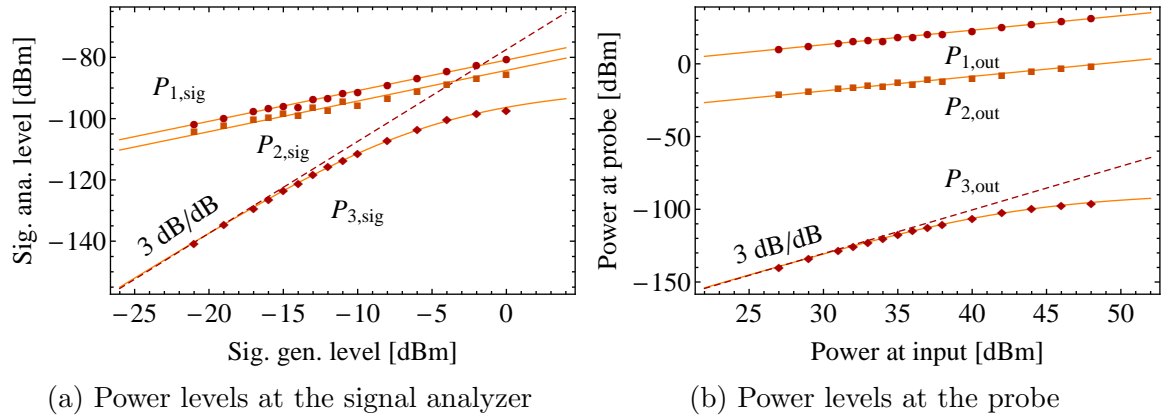 Sig. ana. level [dBm]
−80
−100
−120
−140
P1,sig
P2,sig
P3,sig
3 dB/dB
−25 −20 −15 −10 −5 0
Sig. gen. level [dBm]
(a) Power levels at the signal analyzer
Power at probe [dBm]
0
−50
−100
−150
P1,out
P2,out
P3,out
3 dB/dB
25 30 35 40 45 50
Power at input [dBm]
(b) Power levels at the probe